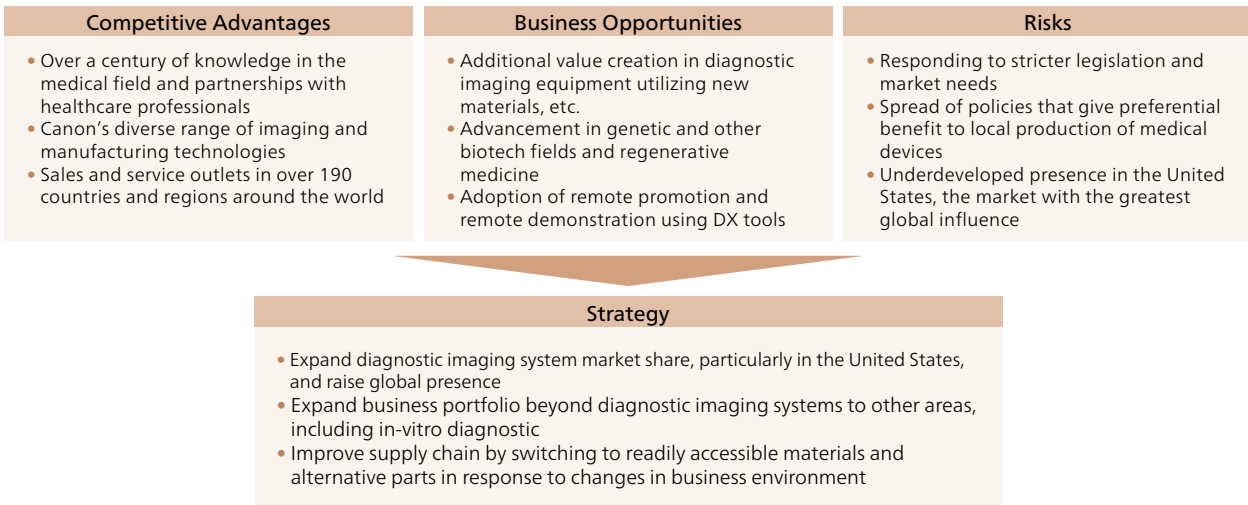 Competitive Advantages
• Over a century of knowledge in the
medical field and partnerships with
healthcare professionals
• Canon’s diverse range of imaging and
manufacturing technologies
• Sales and service outlets in over 190
countries and regions around the world
Business Opportunities
• Additional value creation in diagnostic
imaging equipment utilizing new
materials, etc.
• Advancement in genetic and other
biotech fields and regenerative
medicine
• Adoption of remote promotion and
remote demonstration using DX tools
Risks
• Responding to stricter legislation and
market needs
• Spread of policies that give preferential
benefit to local production of medical
devices
• Underdeveloped presence in the United
States, the market with the greatest
global influence
Strategy
• Expand diagnostic imaging system market share, particularly in the United States,
and raise global presence
• Expand business portfolio beyond diagnostic imaging systems to other areas,
including in-vitro diagnostic
• Improve supply chain by switching to readily accessible materials and
alternative parts in response to changes in business environment